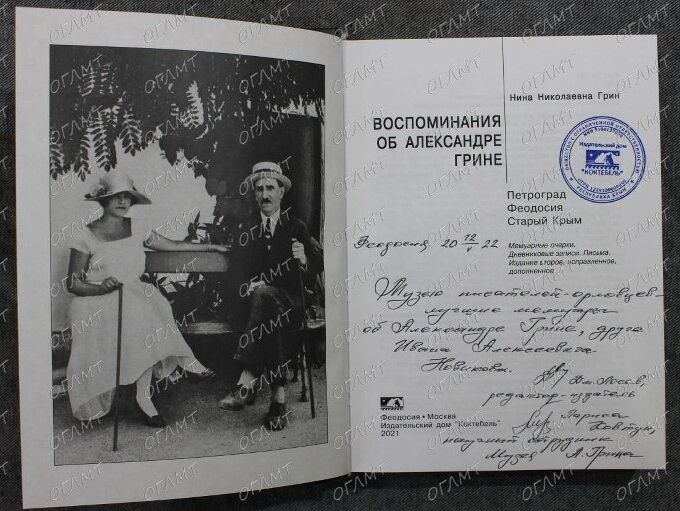 Нина Николаевна Грин
ВОСПОМИНАНИЯ
ОБ АЛЕКСАНДРЕ
ГРИНЕ
Издательский дом
"КОКТЕБЕЛЬ"
Петроград
Феодосия
Старый Крым
Феодосия 20 12/V 22
Мемуарные очерки.
Дневниковые записи. Письма.
Издание второе, исправленное,
дополненное
Музею писателей-орловцев –
лучшие мемуары
об Александре Грине, друга
Ивана Алексеевича
Новикова.
Дм. Лосев,
редактор-издатель
Феодосия • Москва
Издательский дом "Коктебель"
2021
Лариса
Ковтун,
научный сотрудник
Музея А. Грина
ОГЛМТ